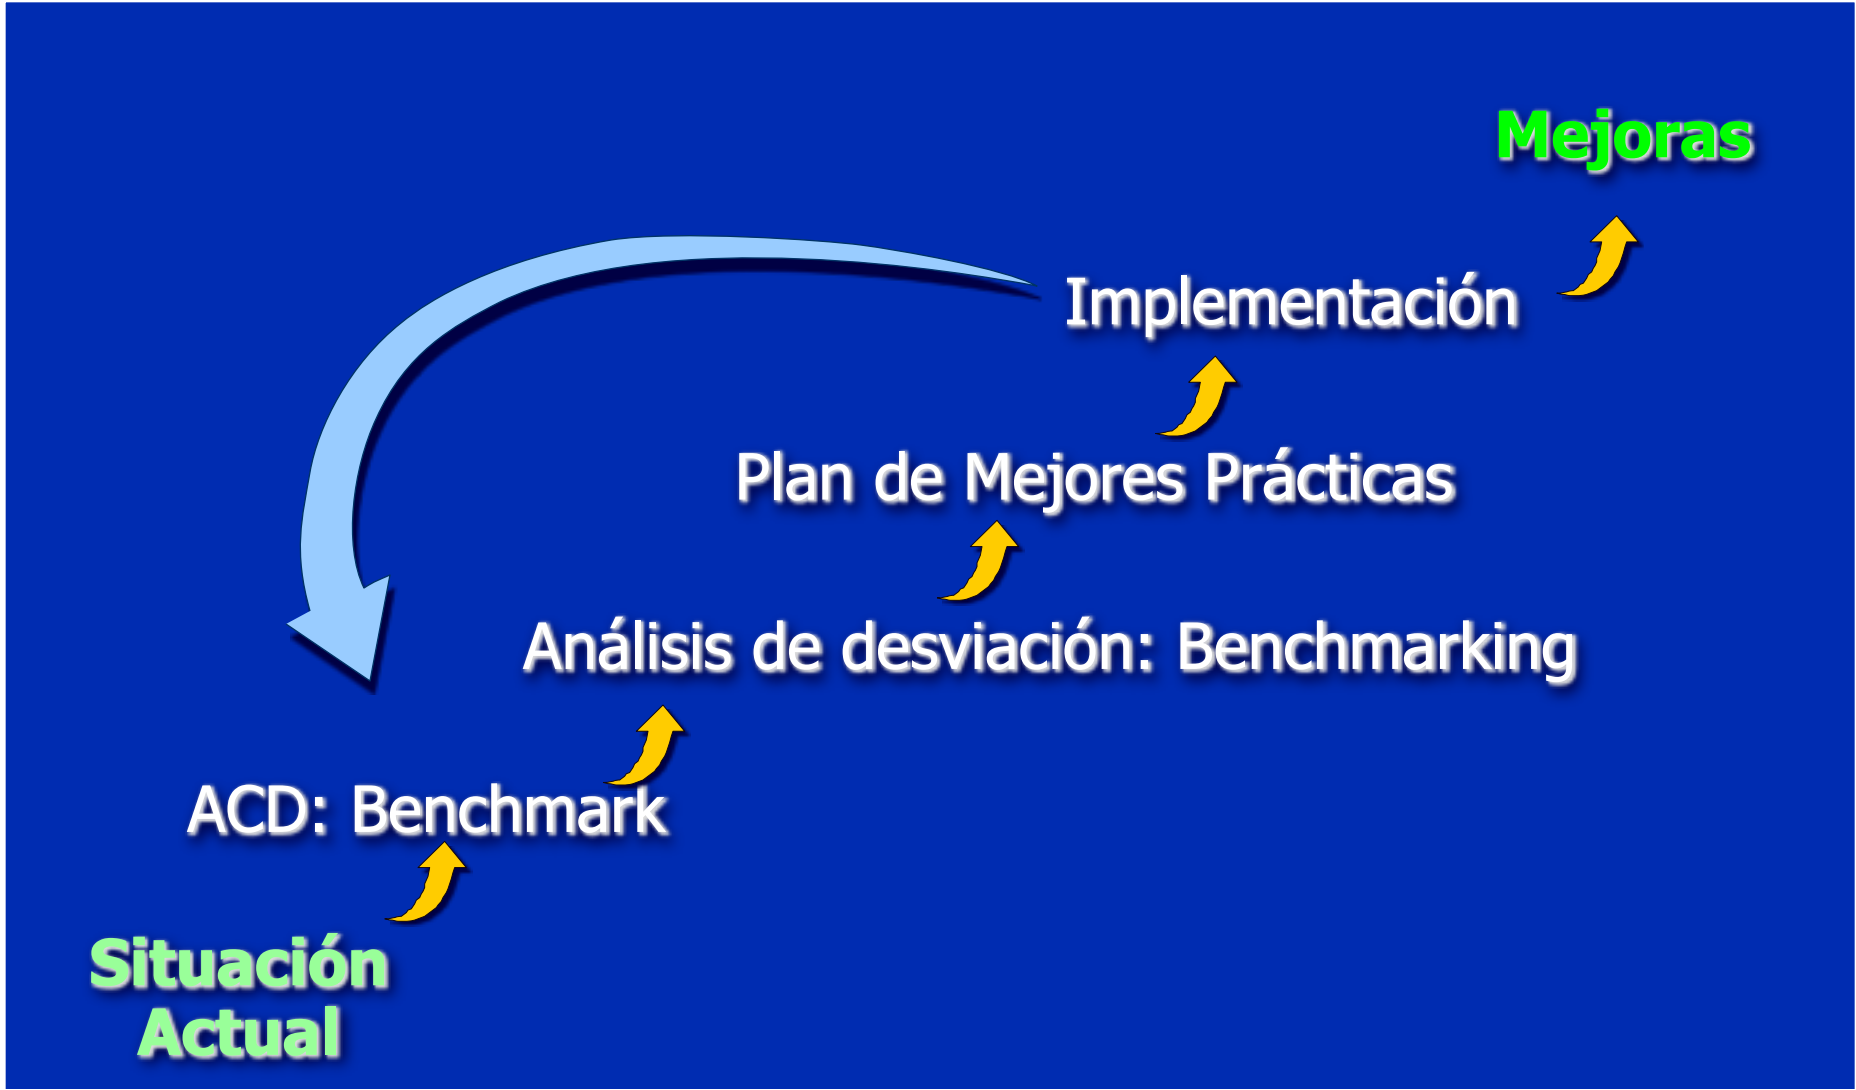 Mejoras
Implementación
Plan de Mejores Prácticas
Análisis de desviación: Benchmarking
ACD: Benchmark
Situación
Actual